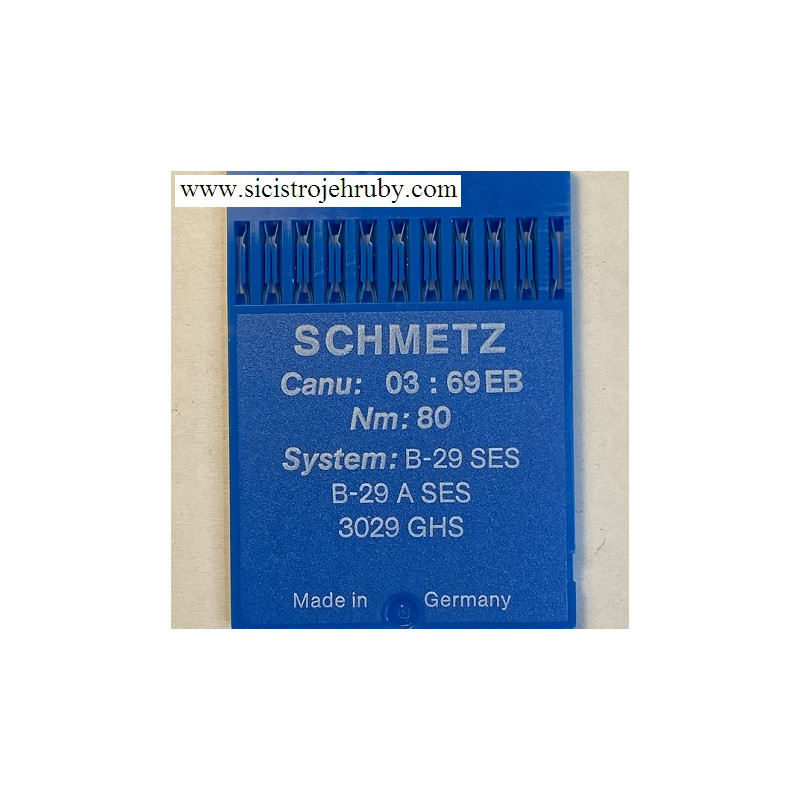 www.sicistrojehruby.com
SCHMETZ
Canu: 03 : 69 EB
Nm: 80
System: B-29 SES
B-29 A SES
3029 GHS
Made in Germany